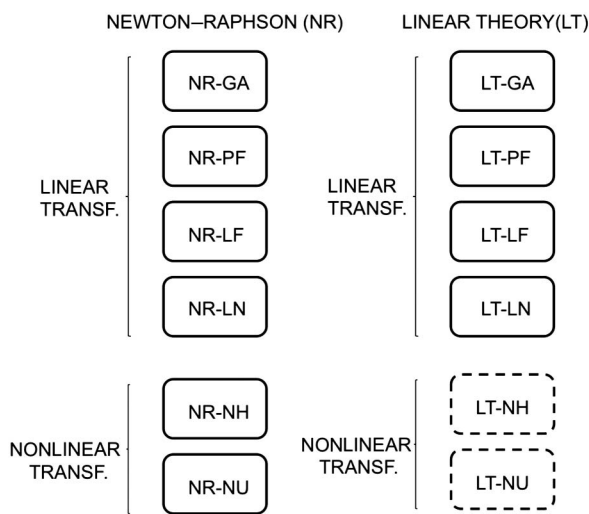 NEWTON–RAPHSON (NR)
NR-GA
NR-PF
LINEAR
TRANSF.
NR-LF
NR-LN
NR-NH
NONLINEAR
TRANSF.
NR-NU
LINEAR THEORY(LT)
LT-GA
LT-PF
LINEAR
TRANSF.
LT-LF
LT-LN
LT-NH
NONLINEAR
TRANSF.
LT-NU